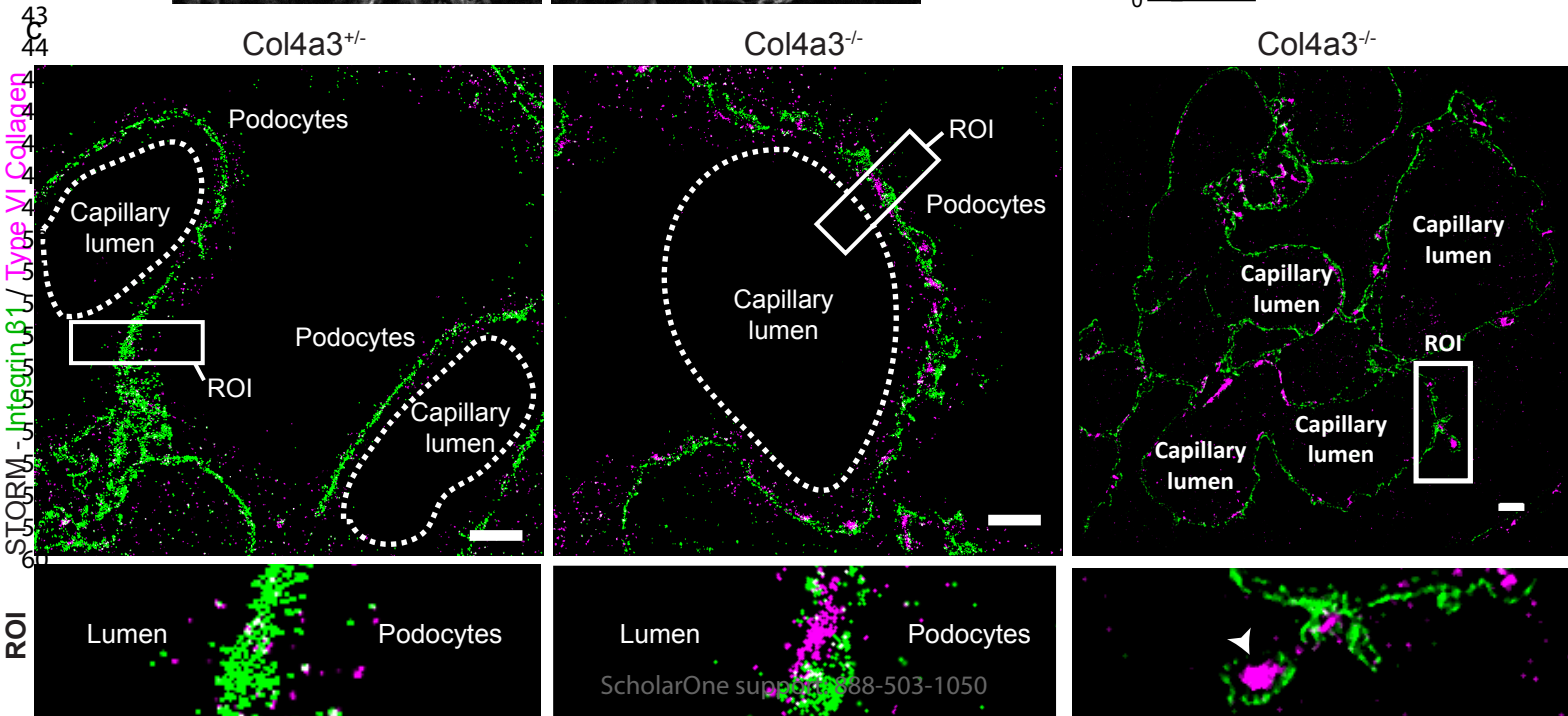 0
43
c
44
Col4a3+/-
Col4a3-/-
Col4a3-/-
STORM - Integrin β1 / Type VI Collagen
Podocytes
Capillary
lumen
ROI
Podocytes
Capillary
lumen
ROI
Podocytes
Capillary
lumen
Capillary
lumen
Capillary
lumen
ROI
Capillary
lumen
Capillary
lumen
60
ROI
Lumen
Podocytes
Lumen
Podocytes
ScholarOne support 888-503-1050